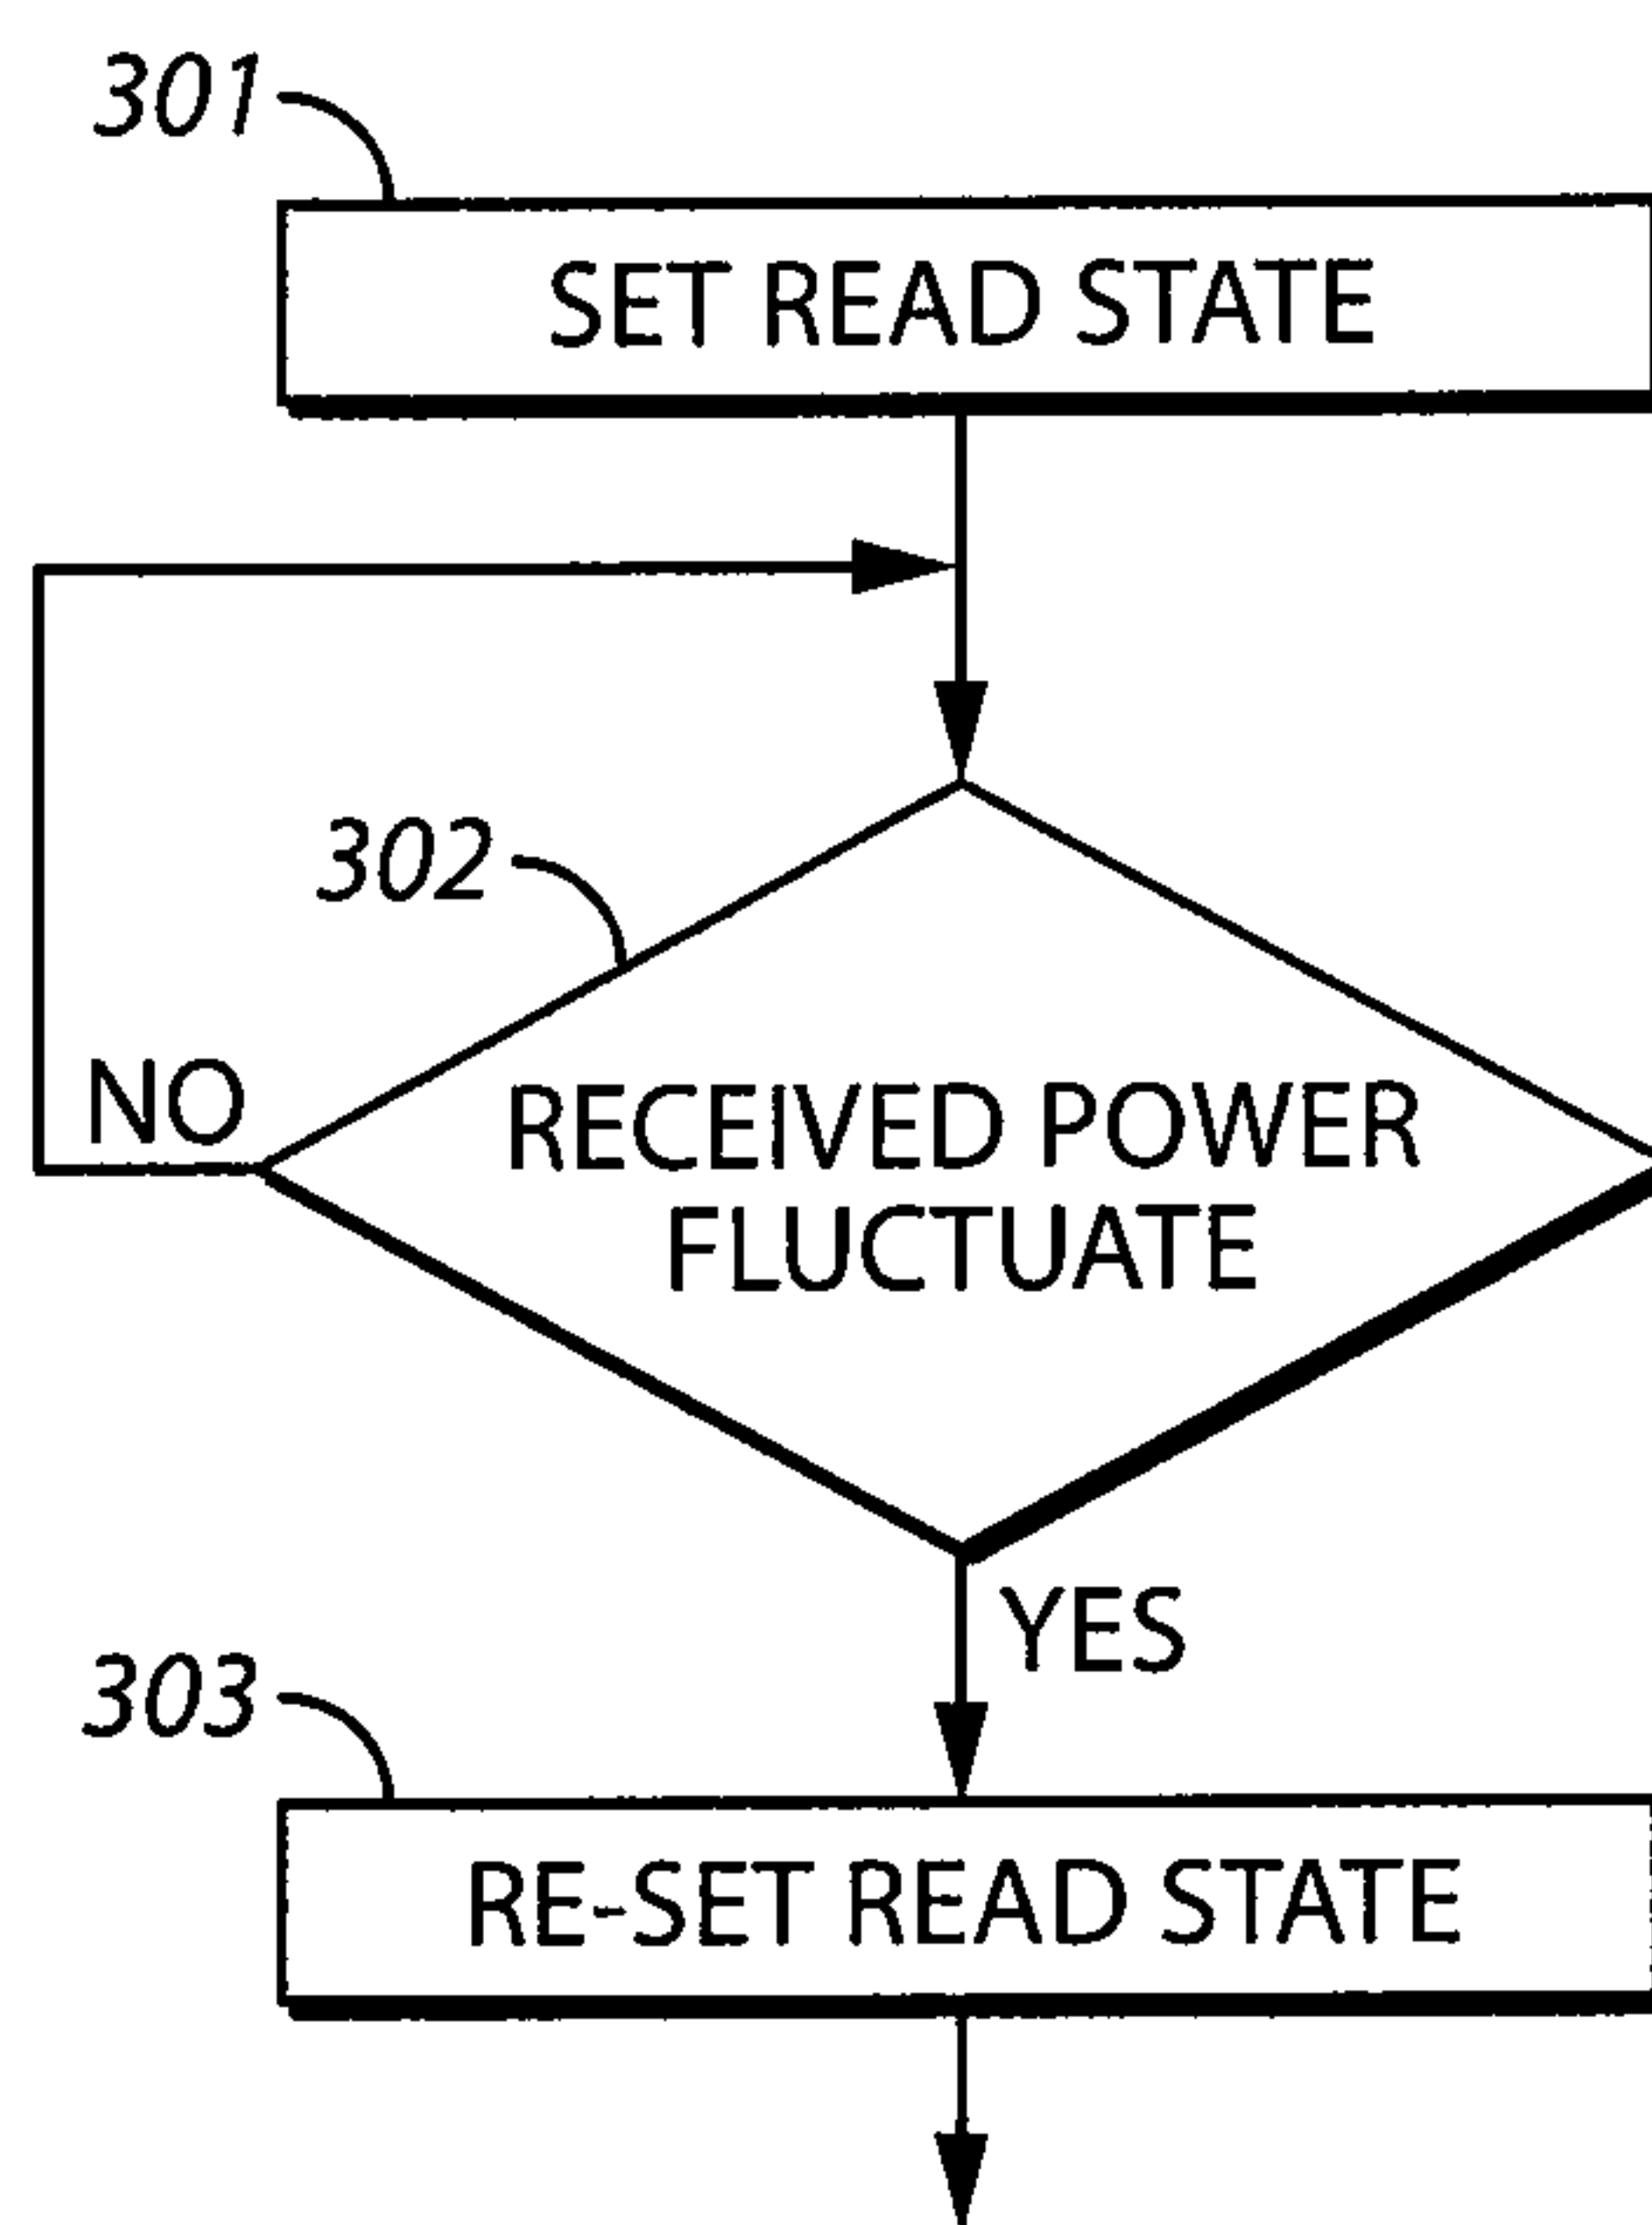 301
SET READ STATE
302
NO
RECEIVED POWER
FLUCTUATE
YES
303
RE-SET READ STATE